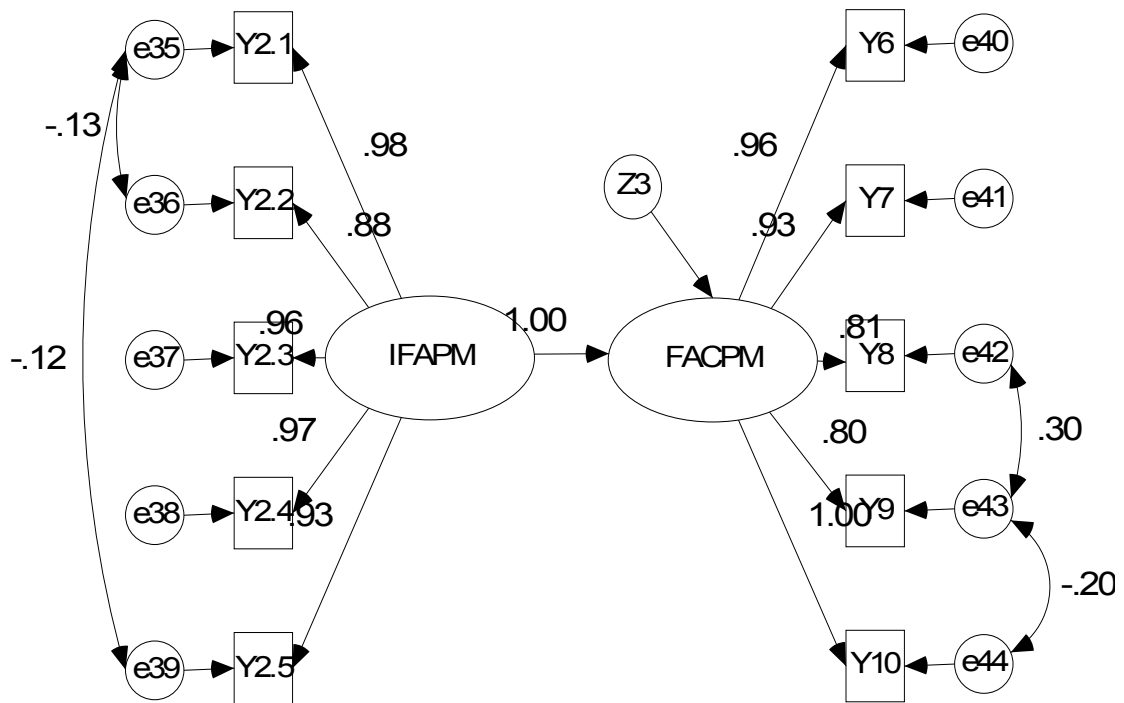 e35
Y2.1
Y6
e40
-.13
.98
.96
Z3
e36
Y2.2
.88
.93
Y7
e41
.96
1.00
.81
-.12
e37
Y2.3
IFAPM
FACPM
Y8
e42
.97
.80
.30
e38
Y2.4
.93
1.00
Y9
e43
-.20
e39
Y2.5
Y10
e44